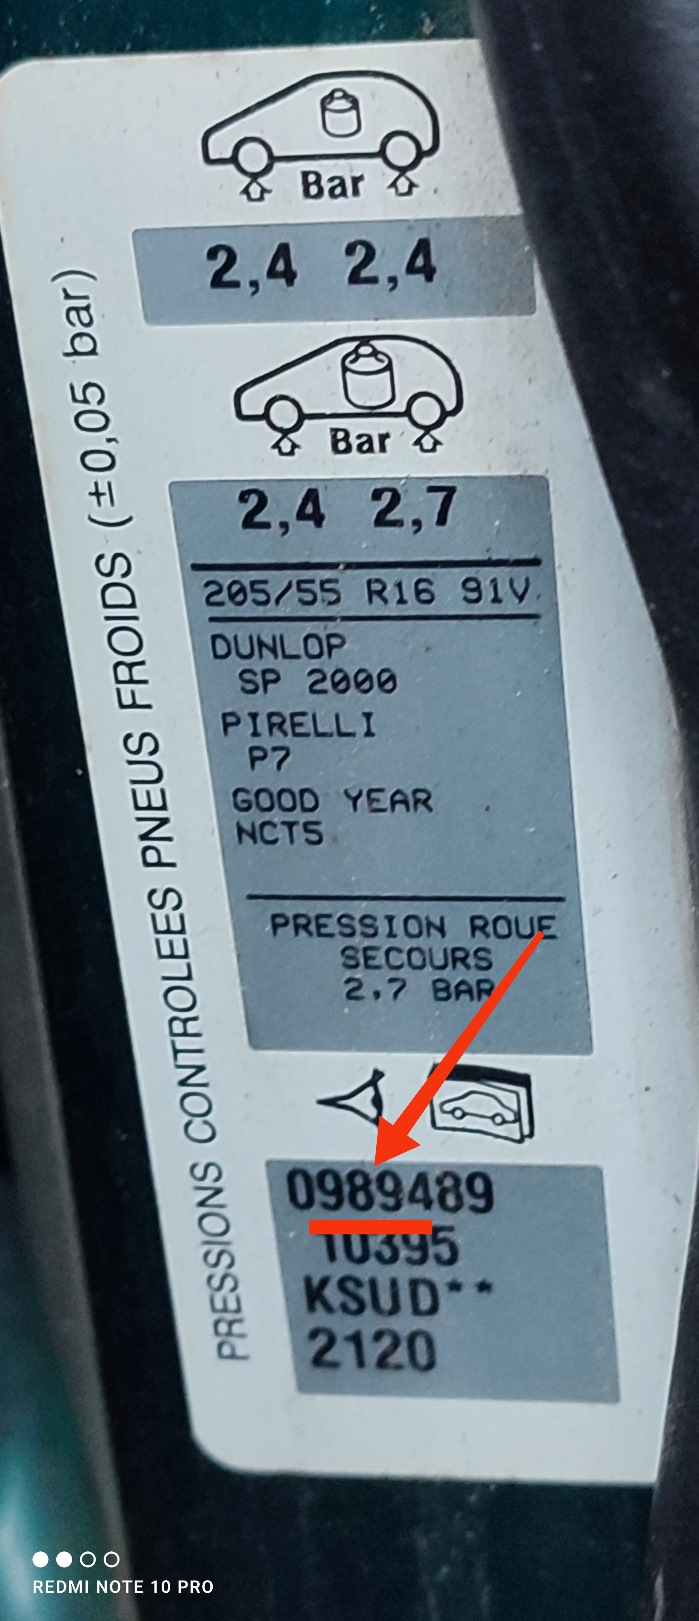 Bar
2,4 2,4
Bar
2,4 2,7
205/55 R16 91V
DUNLOP
SP 2000
PIRELLI
P7
GOOD YEAR
NCT5
PRESSION ROUE
SECOURS
2,7 BAR
0989489
10395
KSUD**
2120
PRESSIONS CONTROLEES PNEUS FROIDS (±0,05 bar)
REDMI NOTE 10 PRO